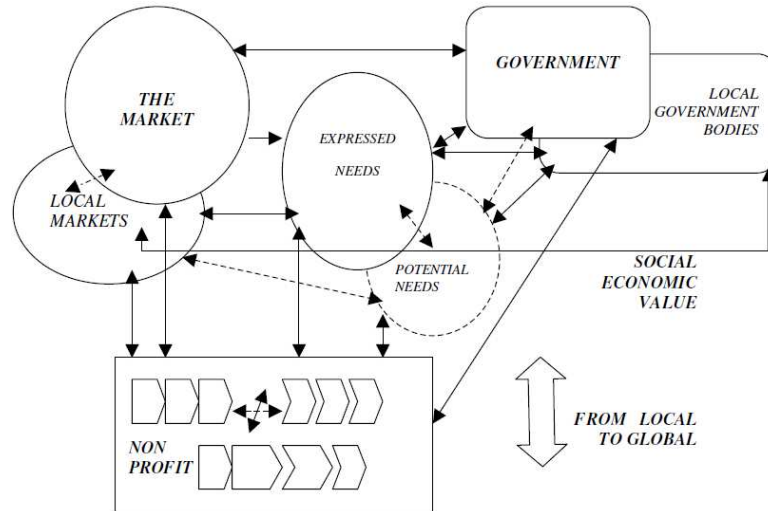 THE
MARKET
GOVERNMENT
LOCAL
GOVERNMENT
BODIES
EXPRESSED
NEEDS
LOCAL
MARKETS
POTENTIAL
NEEDS
SOCIAL
ECONOMIC
VALUE
FROM LOCAL
TO GLOBAL
NON
PROFIT